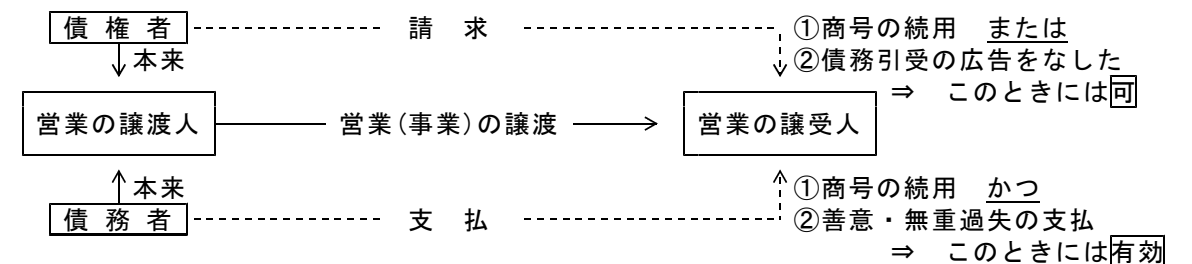 債権者 請求 ①商号の続用 または
本来 ②債務引受の広告をなした
⇒ このときには可
営業の譲渡人 営業(事業)の譲渡 営業の譲受人
本来 ①商号の続用 かつ
債務者 支払 ②善意・無重過失の支払
⇒ このときには有効